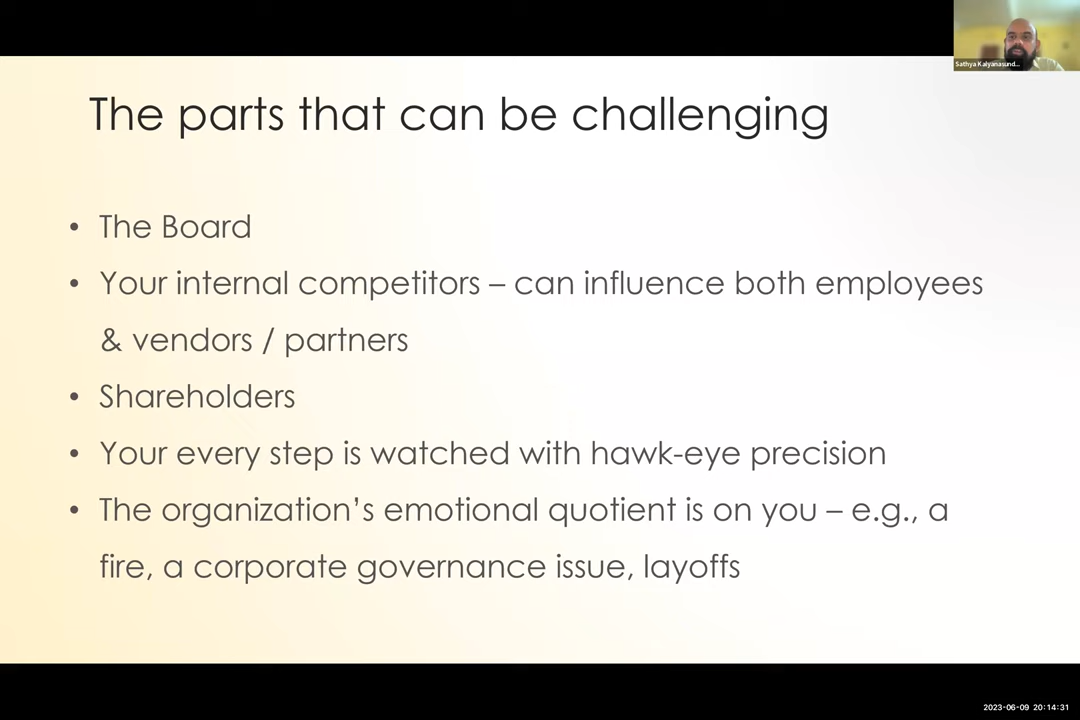 Sathya Kalyanasund...
The parts that can be challenging
• The Board
• Your internal competitors – can influence both employees
& vendors / partners
• Shareholders
• Your every step is watched with hawk-eye precision
• The organization’s emotional quotient is on you – e.g., a
fire, a corporate governance issue, layoffs
2023-06-09 20:14:31